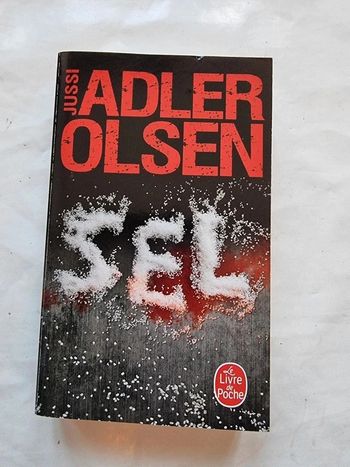 JUSSI
ADLER
OLSEN
SEL
Le
Livre
de
Poche